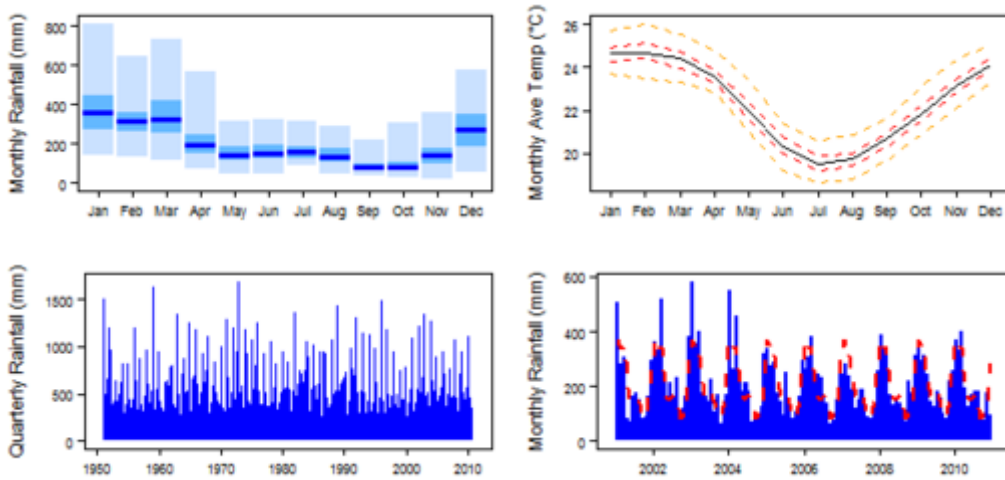 Monthly Rainfall (mm)
800
600
400
200
0
Jan Feb Mar Apr May Jun Jul Aug Sep Oct Nov Dec
Monthly Ave Temp (°C)
26
24
22
20
Jan Feb Mar Apr May Jun Jul Aug Sep Oct Nov Dec
Quarterly Rainfall (mm)
1500
1000
500
0
1950 1960 1970 1980 1990 2000 2010
Monthly Rainfall (mm)
600
400
200
0
2002 2004 2006 2008 2010